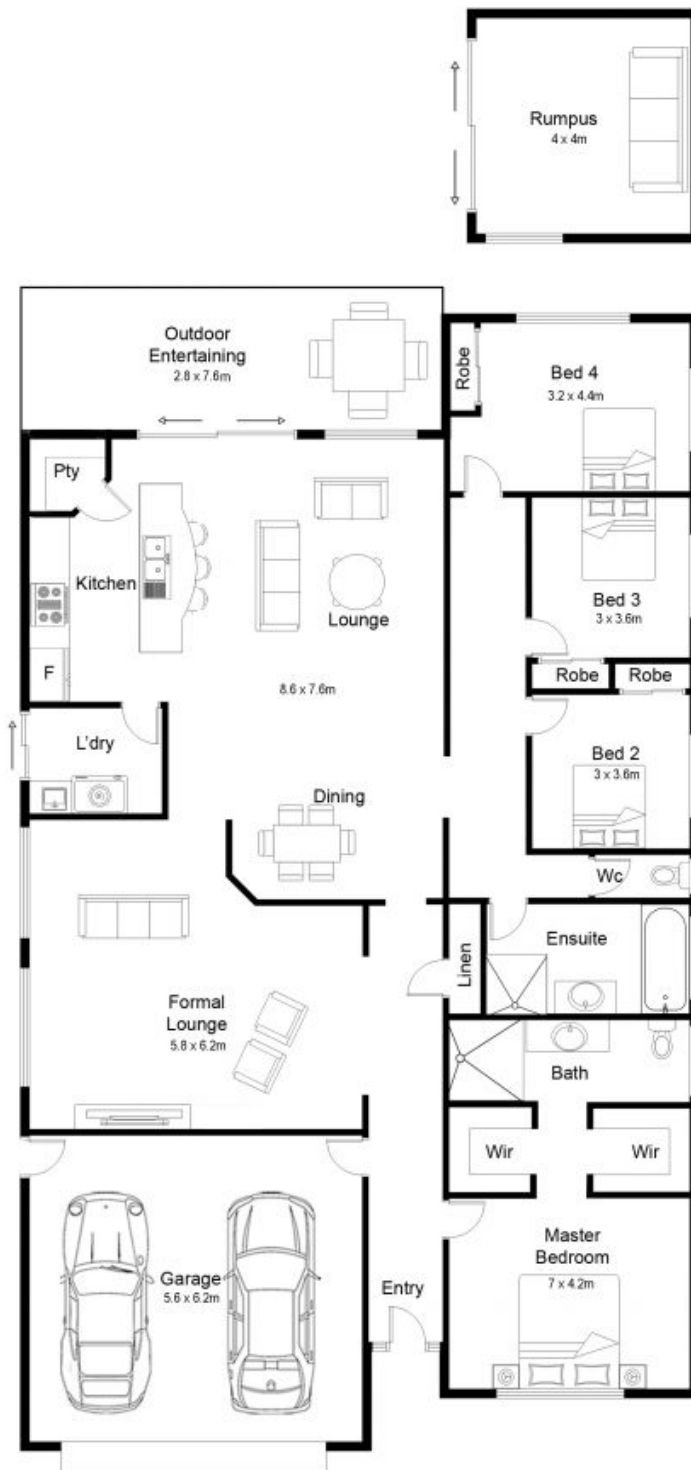 Rumpus
4 x 4m
Outdoor
Entertaining
2.8 x 7.6m
Robe
Bed 4
3.2 x 4.4m
Pty
Kitchen
Lounge
Bed 3
3 x 3.6m
F
8.6 x 7.6m
Robe
Robe
L'dry
Bed 2
3 x 3.6m
Dining
Wc
Linen
Ensuite
Formal
Lounge
5.8 x 6.2m
Bath
Wir
Wir
Master
Bedroom
7 x 4.2m
Garage
5.6 x 6.2m
Entry